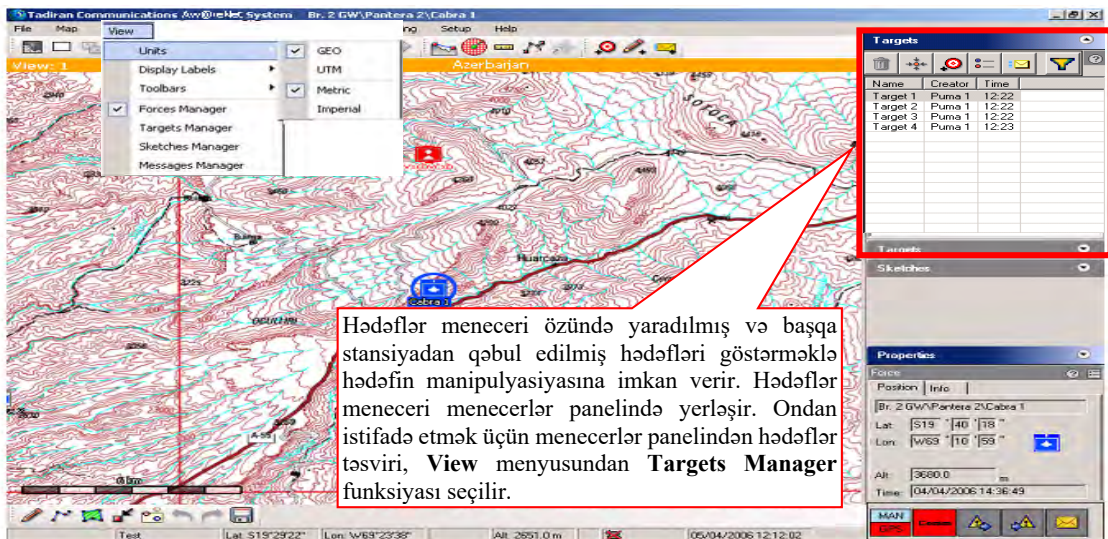 Tadiran Communications System Br. 2 GW\Pantera 2\Cabra 1
File Map View Setup Help
View: 1 Azerbaijan
Units
Display Labels
Toolbars
Forces Manager
Targets Manager
Sketches Manager
Messages Manager
GEO
UTM
Metric
Imperial
SOTOCA
Huarcaza
Cabra 1
A-55
Hədəflər meneceri özündə yaradılmış və başqa
stansiyadan qəbul edilmiş hədəfləri göstərməklə
hədəfin manipulyasiyasına imkan verir. Hədəflər
meneceri menecerlər panelində yerləşir. Ondan
istifadə etmək üçün menecerlər panelindən hədəflər
təsviri, View menyusundan Targets Manager
funksiyası seçilir.
Targets
Name Creator Time
Target 1 Puma 1 12:22
Target 2 Puma 1 12:22
Target 3 Puma 1 12:22
Target 4 Puma 1 12:23
Targets
Sketches
Properties
Force
Position Info
Br. 2 GW\Pantera 2\Cabra 1
Lat: S19 ° 40 ' 18 "
Lon: W69 ° 10 ' 59 "
Alt: 3680.0 m
Time: 04/04/2006 14:36:49
MAN
GPS
Test Lat: S19°29'22" Lon: W69°23'38" Alt: 2651.0 m 05/04/2006 12:12:02